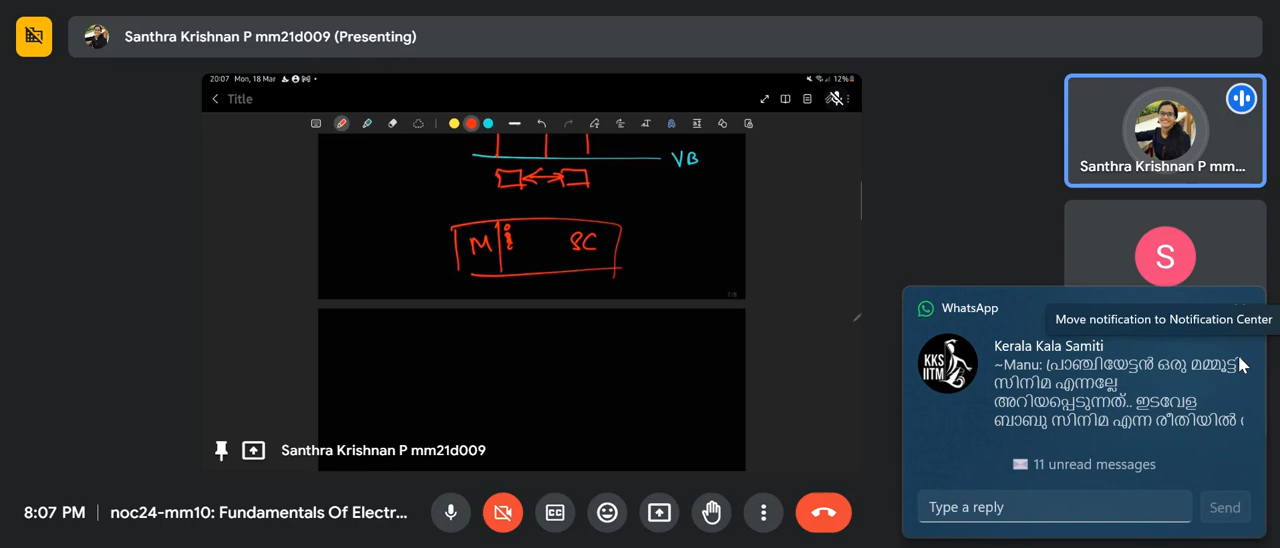 Santhra Krishnan P mm21d009 (Presenting)
20:07 Mon, 18 Mar
12%
Title
VB
M
SC
Santhra Krishnan P mm21d009
Santhra Krishnan P mm...
S
WhatsApp
Move notification to Notification Center
Kerala Kala Samiti
KKS
IITM
~Manu: പ്രാഞ്ചിയേട്ടൻ ഒരു മമ്മൂട്ടി
സിനിമ എന്നല്ലേ
അറിയപ്പെടുന്നത്.. ഇടവേള
ബാബു സിനിമ എന്ന രീതിയിൽ
11 unread messages
Type a reply
Send
8:07 PM
noc24-mm10: Fundamentals Of Electr...